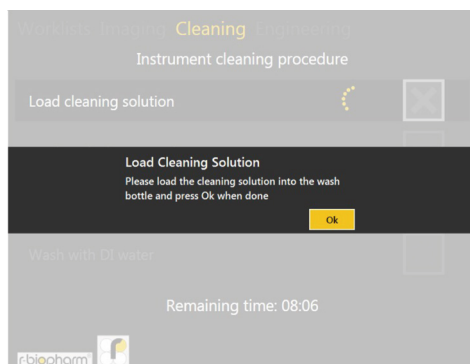 Worklists Imaging Cleaning Engineering
Instrument cleaning procedure
Load cleaning solution
Load Cleaning Solution
Please load the cleaning solution into the wash
bottle and press Ok when done
Ok
Wash with DI water
Remaining time: 08:06
r-biopharm